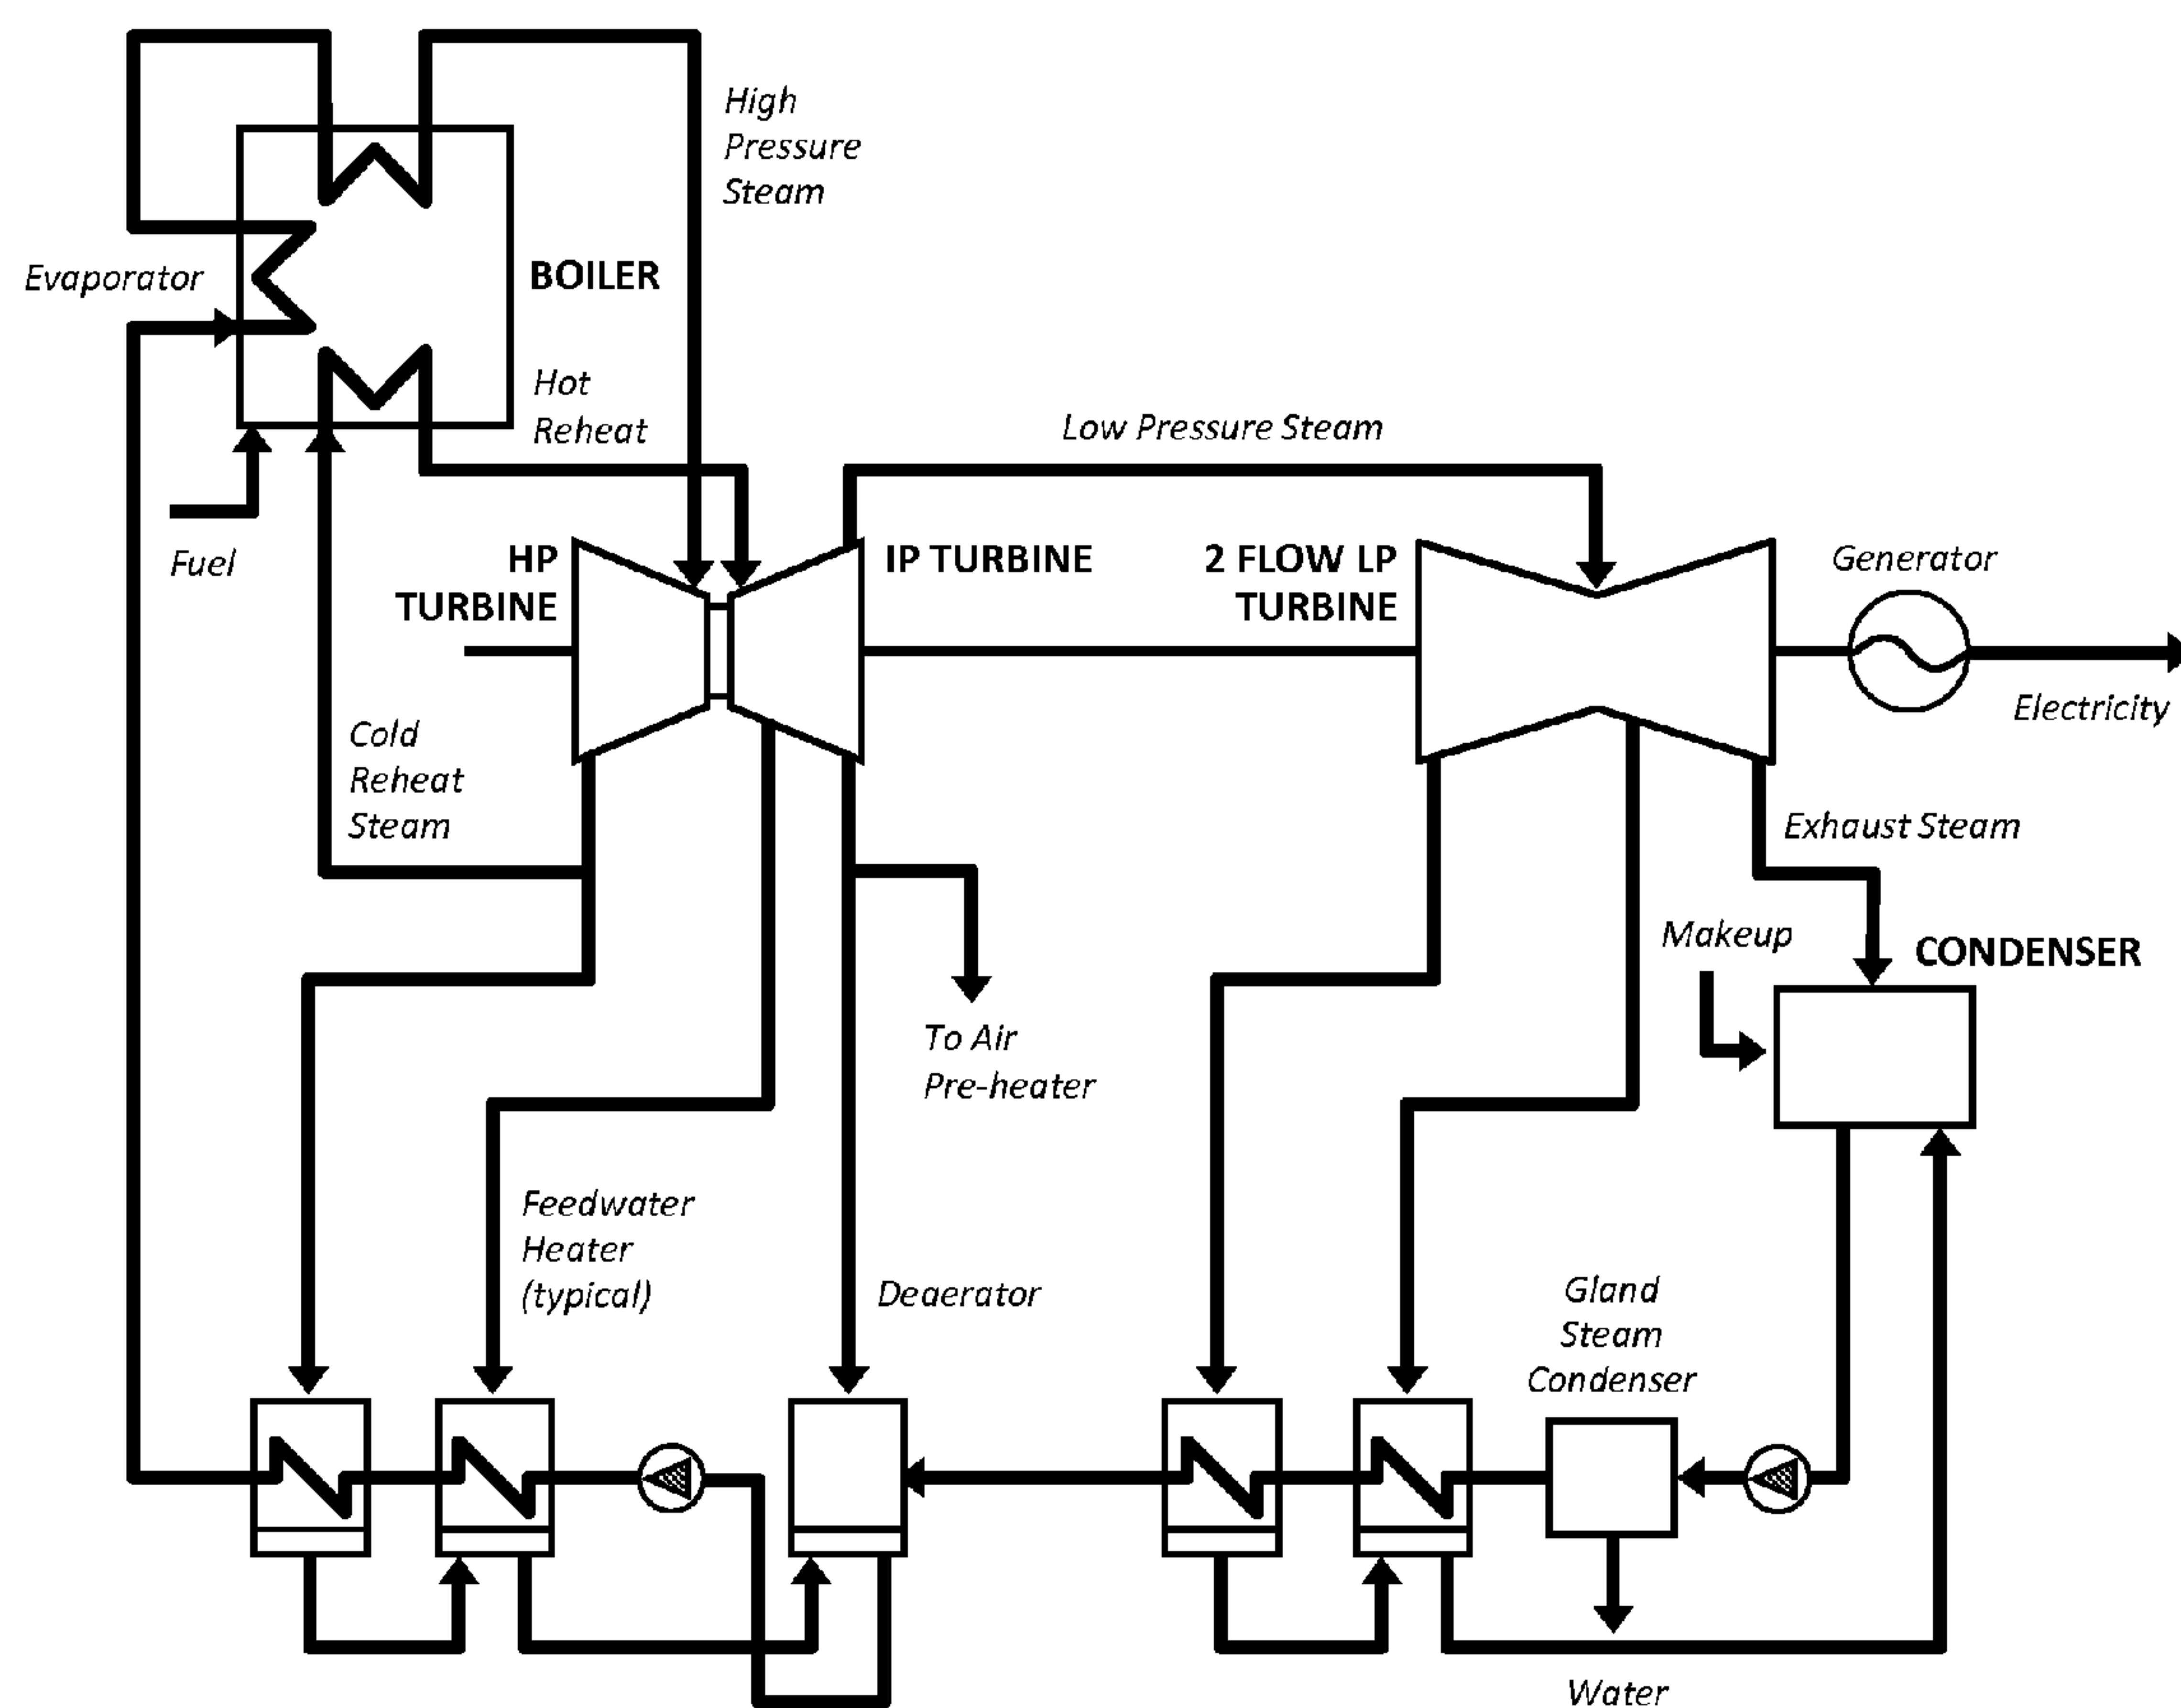 High
Pressure
Steam
Evaporator
BOILER
Hot
Reheat
Low Pressure Steam
Fuel
HP
TURBINE
IP TURBINE
2 FLOW LP
TURBINE
Generator
Electricity
Cold
Reheat
Steam
Exhaust Steam
Makeup
CONDENSER
To Air
Pre-heater
Feedwater
Heater
(typical)
Deaerator
Gland
Steam
Condenser
Water